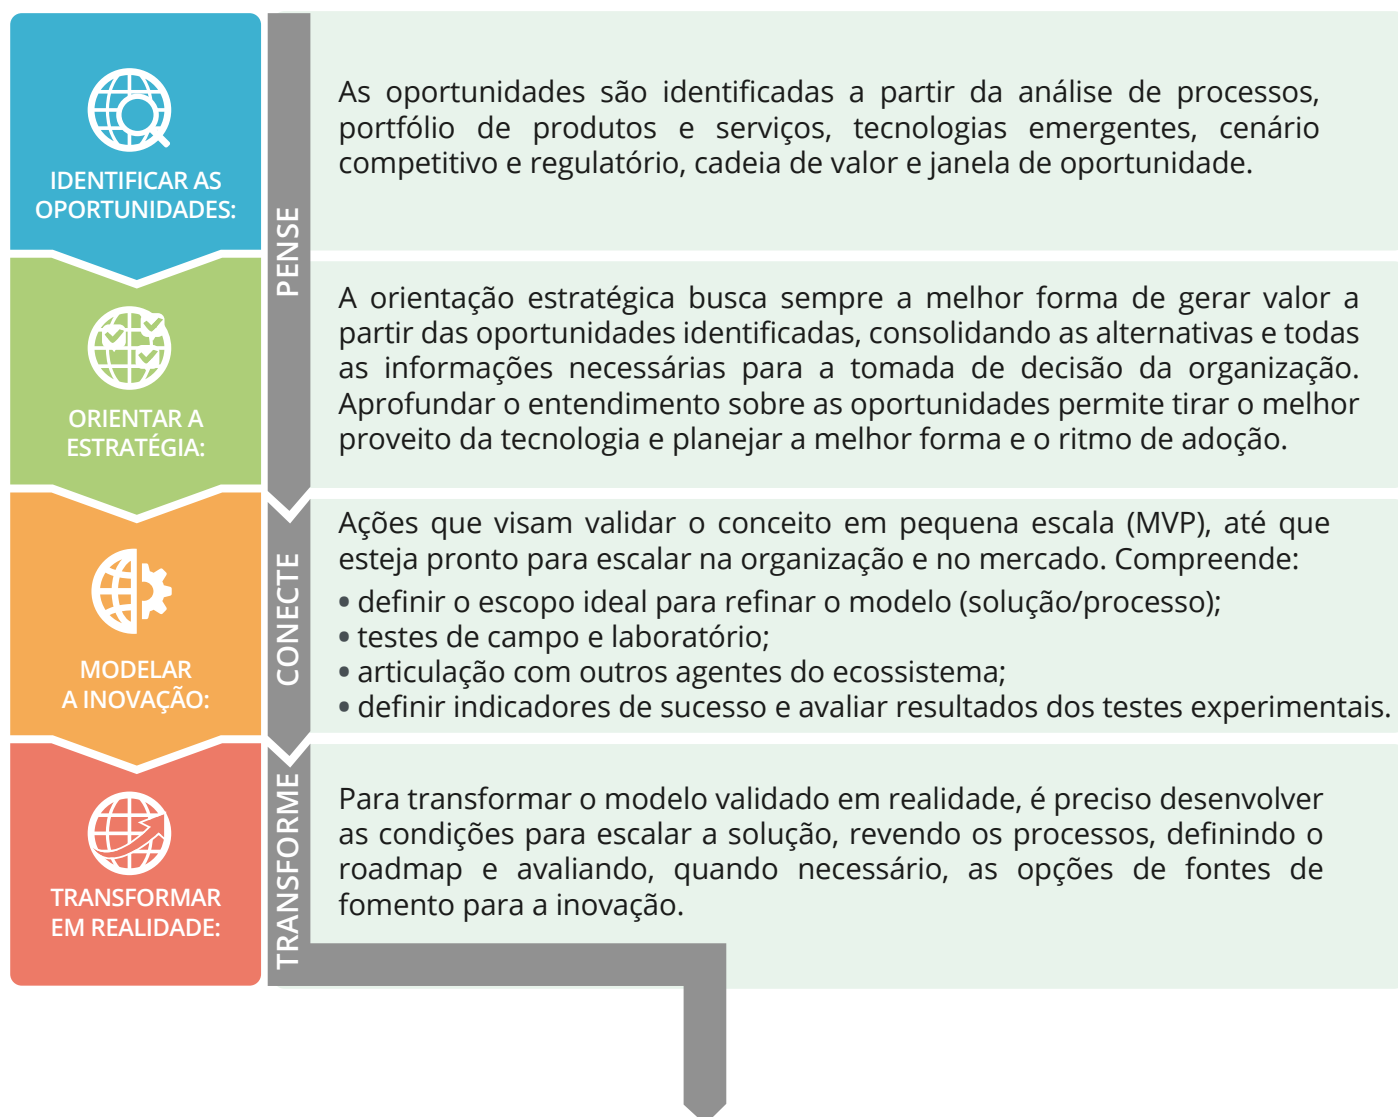 IDENTIFICAR AS
OPORTUNIDADES:
As oportunidades são identificadas a partir da análise de processos,
portfólio de produtos e serviços, tecnologias emergentes, cenário
competitivo e regulatório, cadeia de valor e janela de oportunidade.
PENSE
ORIENTAR A
ESTRATÉGIA:
A orientação estratégica busca sempre a melhor forma de gerar valor a
partir das oportunidades identificadas, consolidando as alternativas e todas
as informações necessárias para a tomada de decisão da organização.
Aprofundar o entendimento sobre as oportunidades permite tirar o melhor
proveito da tecnologia e planejar a melhor forma e o ritmo de adoção.
MODELAR
A INOVAÇÃO:
CONECTE
Ações que visam validar o conceito em pequena escala (MVP), até que
esteja pronto para escalar na organização e no mercado. Compreende:
• definir o escopo ideal para refinar o modelo (solução/processo);
• testes de campo e laboratório;
• articulação com outros agentes do ecossistema;
• definir indicadores de sucesso e avaliar resultados dos testes experimentais.
TRANSFORMAR
EM REALIDADE:
TRANSFORME
Para transformar o modelo validado em realidade, é preciso desenvolver
as condições para escalar a solução, revendo os processos, definindo o
roadmap e avaliando, quando necessário, as opções de fontes de
fomento para a inovação.